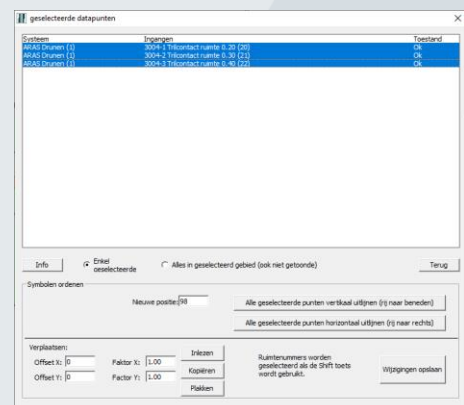 geselecteerde datapunten
Systeem Ingangen Toestand
ARAS Drunen (1) 3004-1 Trilcontact ruimte 0.20 (20) Ok
ARAS Drunen (1) 3004-2 Trilcontact ruimte 0.30 (21) Ok
ARAS Drunen (1) 3004-3 Trilcontact ruimte 0.40 (22) Ok
Info Enkel geselecteerde Alles in geselecteerd gebied (ook niet getoonde) Terug
Symbolen ordenen
Nieuwe positie: 98 Alle geselecteerde punten vertikaal uitlijnen (rij naar beneden)
Alle geselecteerde punten horizontaal uitlijnen (rij naar rechts)
Verplaatsen:
Offset X: 0 Faktor X: 1.00 Inlezen
Offset Y: 0 Factor Y: 1.00 Kopiëren
Plakken
Ruimtenummers worden
geselecteerd als de Shift toets
wordt gebruikt.
Wijzigingen opslaan